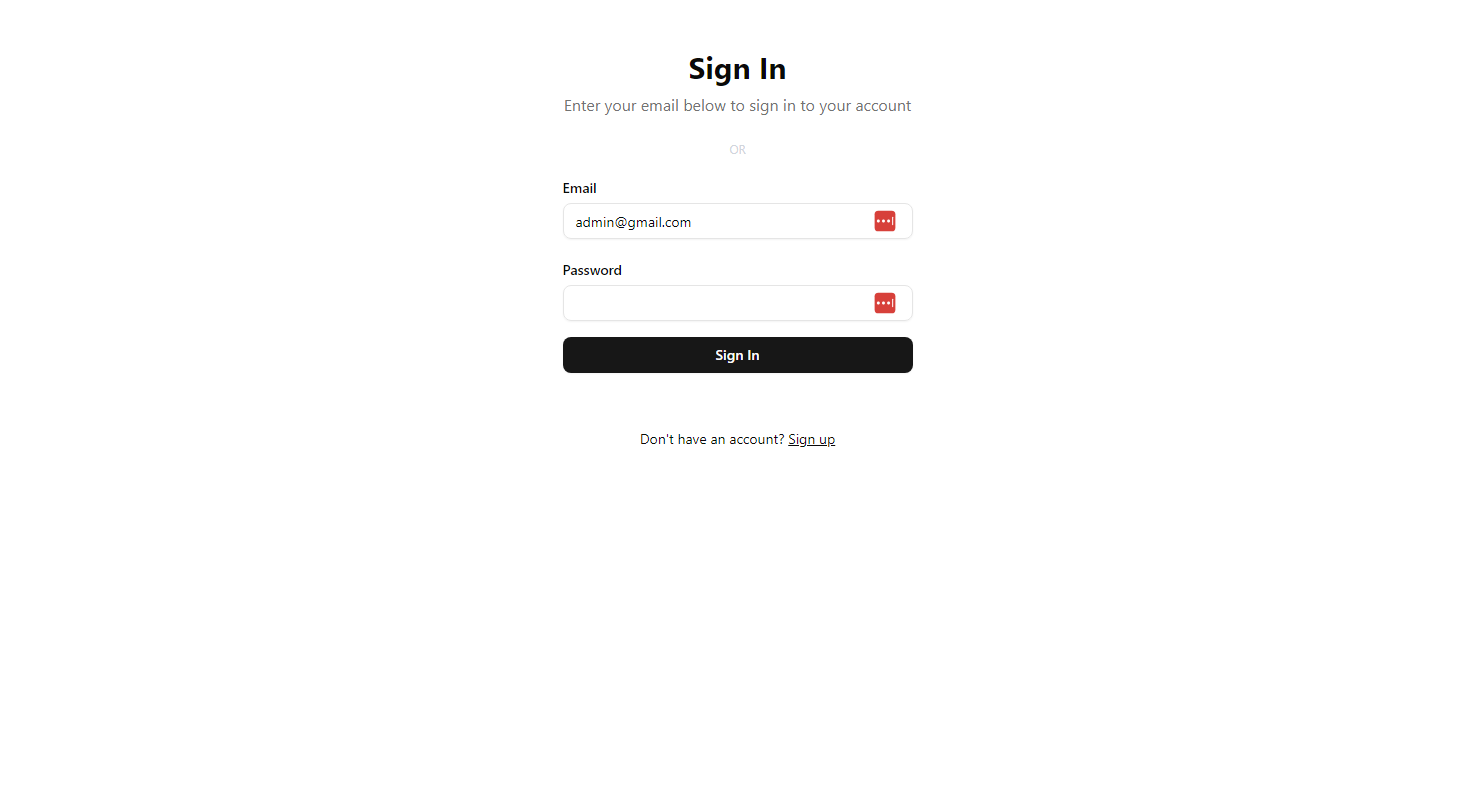 Sign In
Enter your email below to sign in to your account
OR
Email
admin@gmail.com
Password
Sign In
Don't have an account? Sign up